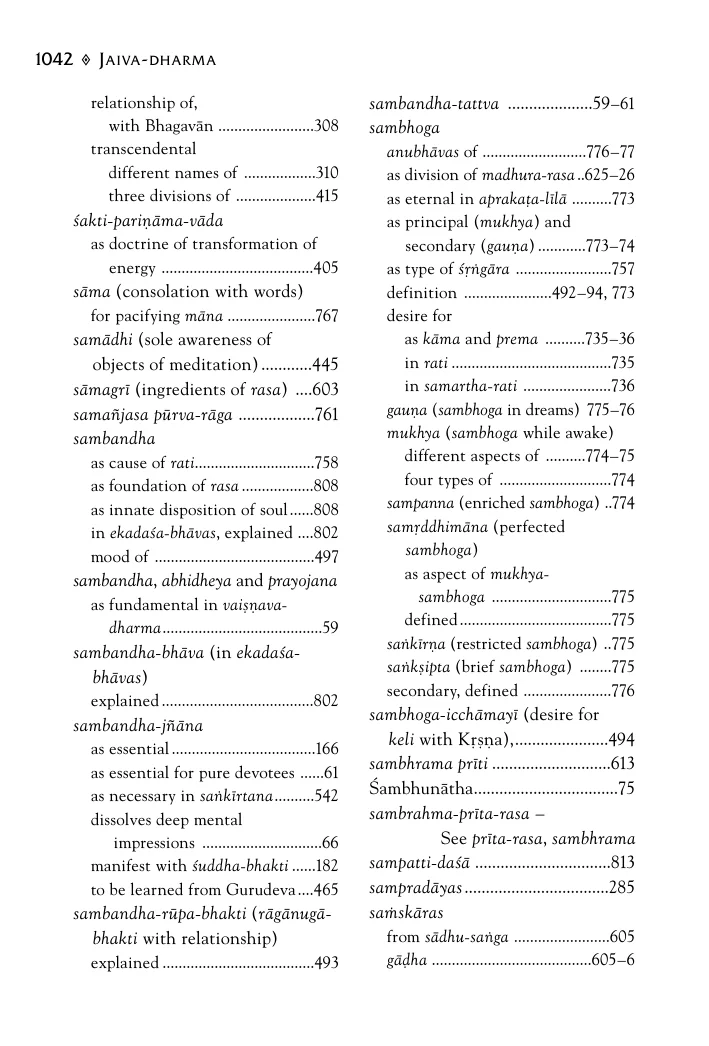 1042 ◈ JAIVA-DHARMA
relationship of,
with Bhagavān ........................308
transcendental
different names of ..................310
three divisions of ....................415
śakti-pariṇāma-vāda
as doctrine of transformation of
energy ......................................405
sāma (consolation with words)
for pacifying māna ......................767
samādhi (sole awareness of
objects of meditation)............445
sāmagrī (ingredients of rasa) ....603
samañjasa pūrva-rāga ..................761
sambandha
as cause of rati..............................758
as foundation of rasa ..................808
as innate disposition of soul ......808
in ekadaśa-bhāvas, explained ....802
mood of ........................................497
sambandha, abhidheya and prayojana
as fundamental in vaiṣṇava-
dharma........................................59
sambandha-bhāva (in ekadaśa-
bhāvas)
explained ......................................802
sambandha-jñāna
as essential ....................................166
as essential for pure devotees ......61
as necessary in saṅkīrtana..........542
dissolves deep mental
impressions ..............................66
manifest with śuddha-bhakti ......182
to be learned from Gurudeva....465
sambandha-rūpa-bhakti (rāgānugā-
bhakti with relationship)
explained ......................................493
sambandha-tattva ....................59–61
sambhoga
anubhāvas of ..........................776–77
as division of madhura-rasa ..625–26
as eternal in aprakaṭa-līlā ..........773
as principal (mukhya) and
secondary (gauṇa) ............773–74
as type of śṛṅgāra ........................757
definition ......................492–94, 773
desire for
as kāma and prema ..........735–36
in rati ........................................735
in samartha-rati ......................736
gauṇa (sambhoga in dreams) 775–76
mukhya (sambhoga while awake)
different aspects of ..........774–75
four types of ............................774
sampanna (enriched sambhoga) ..774
samṛddhimāna (perfected
sambhoga)
as aspect of mukhya-
sambhoga ..............................775
defined......................................775
saṅkīrṇa (restricted sambhoga) ..775
saṅkṣipta (brief sambhoga) ........775
secondary, defined ......................776
sambhoga-icchāmayī (desire for
keli with Kṛṣṇa),......................494
sambhrama prīti ............................613
Śambhunātha..................................75
sambrahma-prīta-rasa –
See prīta-rasa, sambhrama
sampatti-daśā ................................813
sampradāyas..................................285
saṁskāras
from sādhu-saṅga ........................605
gāḍha ........................................605–6